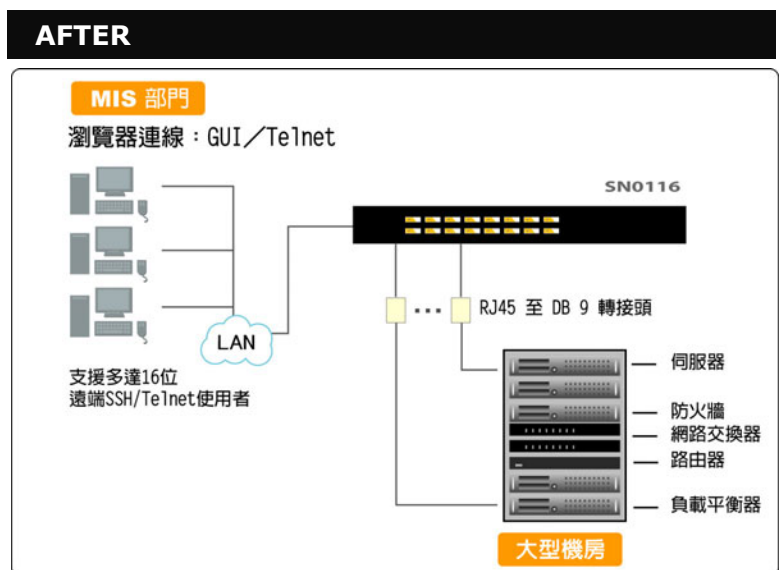 AFTER
MIS 部門
瀏覽器連線：GUI／Telnet
SN0116
RJ45 至 DB 9 轉接頭
LAN
支援多達16位
遠端SSH/Telnet使用者
伺服器
防火牆
網路交換器
路由器
負載平衡器
大型機房